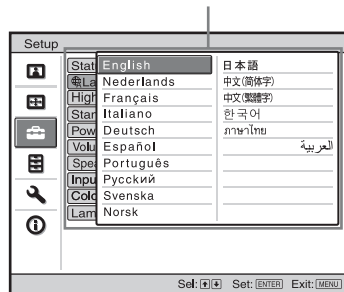 Setup
Stat
La
High
Star
Pow
Volu
Spea
Inpu
Colo
Lam
English
Nederlands
Français
Italiano
Deutsch
Español
Português
Русский
Svenska
Norsk
日本語
中文(简体字)
中文(繁體字)
한국어
ภาษาไทย
العربية
Sel: Set: ENTER Exit: MENU